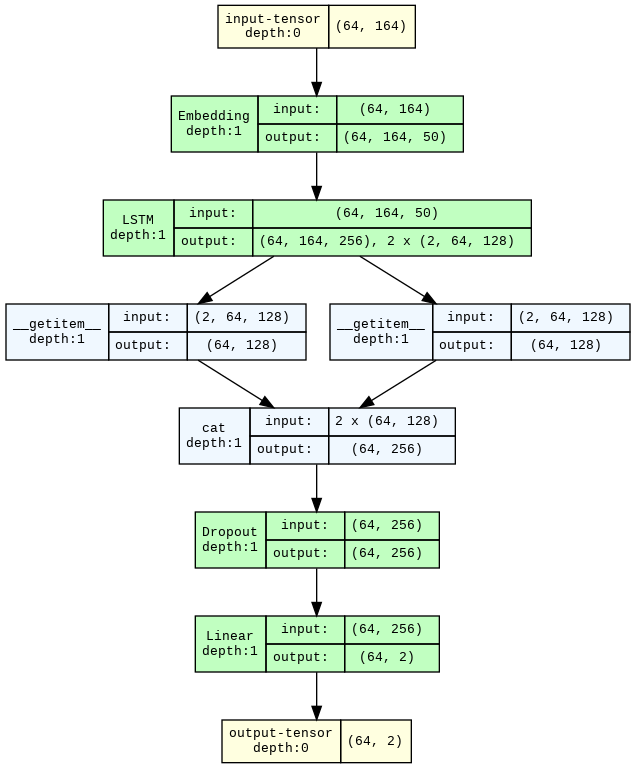 input-tensor
depth:0
(64, 164)
Embedding
depth:1
input:
(64, 164)
output:
(64, 164, 50)
LSTM
depth:1
input:
(64, 164, 50)
output:
(64, 164, 256), 2 x (2, 64, 128)
__getitem__
depth:1
input:
(2, 64, 128)
output:
(64, 128)
__getitem__
depth:1
input:
(2, 64, 128)
output:
(64, 128)
cat
depth:1
input:
2 x (64, 128)
output:
(64, 256)
Dropout
depth:1
input:
(64, 256)
output:
(64, 256)
Linear
depth:1
input:
(64, 256)
output:
(64, 2)
output-tensor
depth:0
(64, 2)